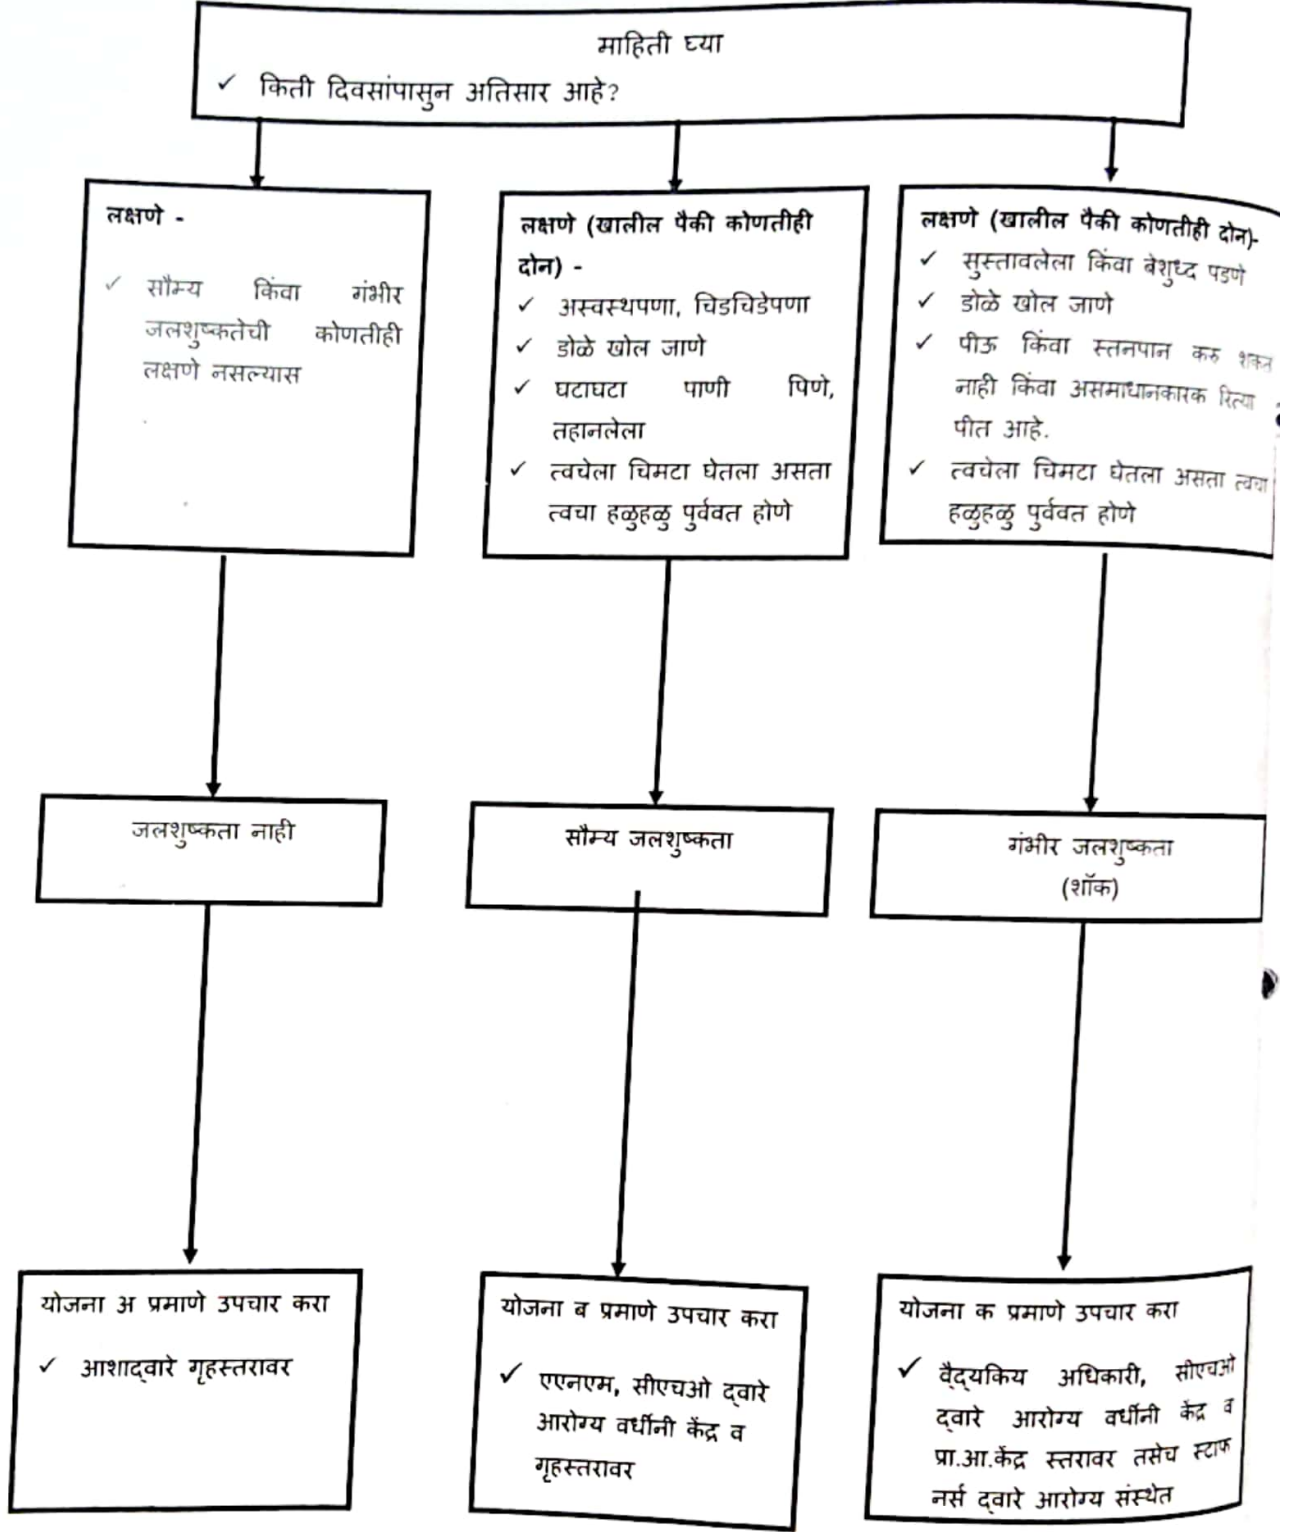 माहिती घ्या
✓ किती दिवसांपासुन अतिसार आहे?
लक्षणे -
✓ सौम्य किंवा गंभीर
जलशुष्कतेची कोणतीही
लक्षणे नसल्यास
लक्षणे (खालील पैकी कोणतीही
दोन) -
✓ अस्वस्थपणा, चिडचिडेपणा
✓ डोळे खोल जाणे
✓ घटाघटा पाणी पिणे,
तहानलेला
✓ त्वचेला चिमटा घेतला असता
त्वचा हळुहळु पुर्ववत होणे
लक्षणे (खालील पैकी कोणतीही दोन)-
✓ सुस्तावलेला किंवा बेशुध्द पडणे
✓ डोळे खोल जाणे
✓ पीऊ किंवा स्तनपान करु शकत
नाही किंवा असमाधानकारक रित्या
पीत आहे.
✓ त्वचेला चिमटा घेतला असता त्वचा
हळुहळु पुर्ववत होणे
जलशुष्कता नाही
सौम्य जलशुष्कता
गंभीर जलशुष्कता
(शॉक)
योजना अ प्रमाणे उपचार करा
✓ आशाद्वारे गृहस्तरावर
योजना ब प्रमाणे उपचार करा
✓ एएनएम, सीएचओ द्वारे
आरोग्य वर्धीनी केंद्र व
गृहस्तरावर
योजना क प्रमाणे उपचार करा
✓ वैद्यकिय अधिकारी, सीएचओ
द्वारे आरोग्य वर्धीनी केंद्र व
प्रा.आ.केंद्र स्तरावर तसेच स्टाफ
नर्स द्वारे आरोग्य संस्थेत